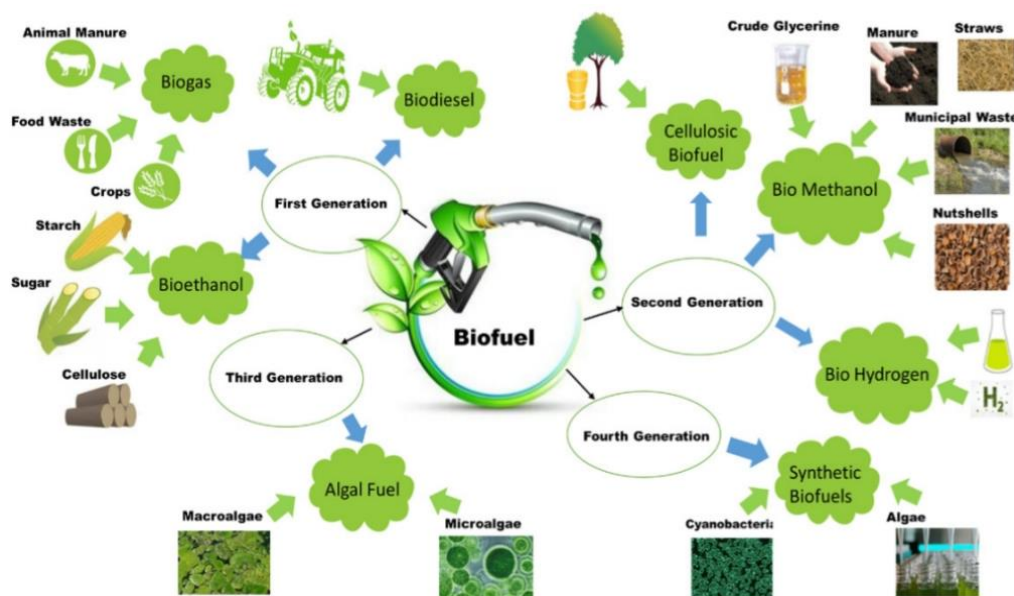 Animal Manure
Biogas
Food Waste
Crops
Biodiesel
First Generation
Starch
Sugar
Cellulose
Bioethanol
Biofuel
Third Generation
Algal Fuel
Macroalgae
Microalgae
Crude Glycerine
Manure
Straws
Cellulosic
Biofuel
Bio Methanol
Municipal Waste
Nutshells
Second Generation
Bio Hydrogen
H2
Fourth Generation
Synthetic
Biofuels
Cyanobacteria
Algae